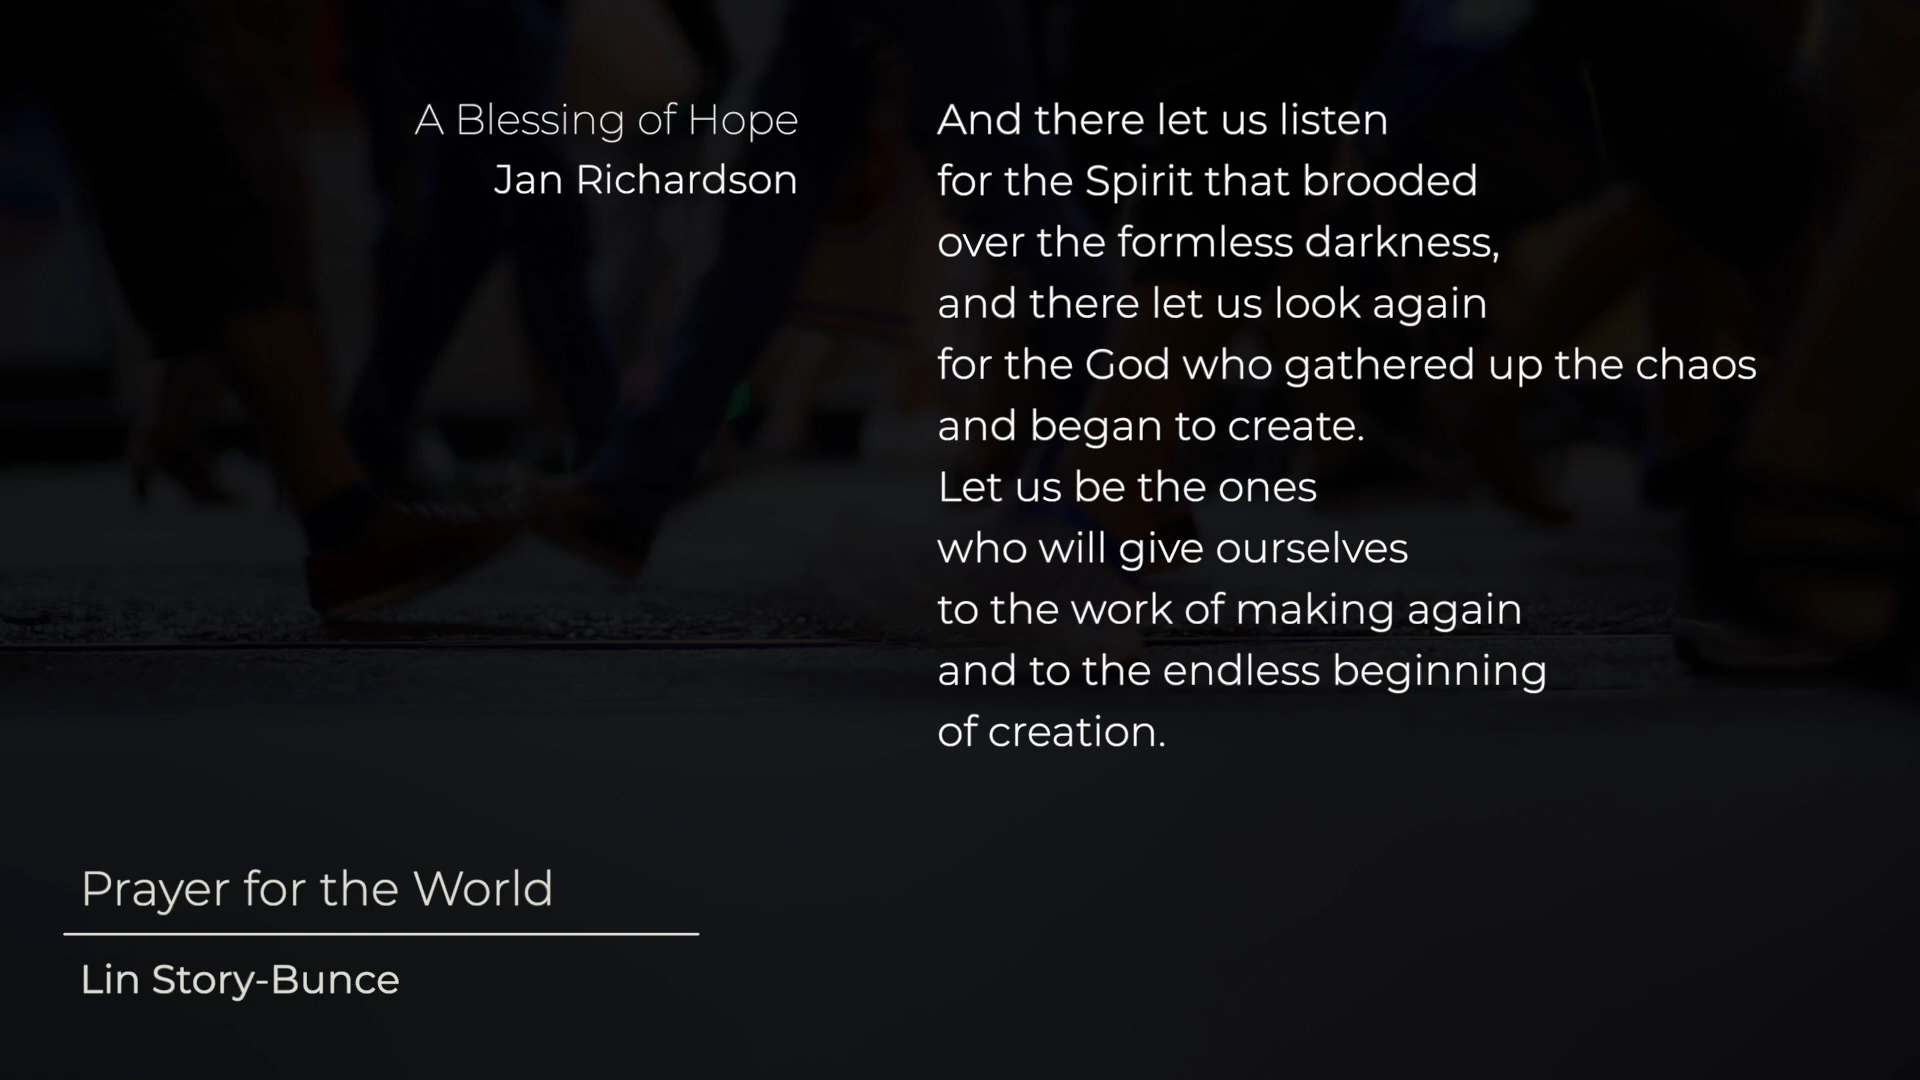 A Blessing of Hope
Jan Richardson
And there let us listen
for the Spirit that brooded
over the formless darkness,
and there let us look again
for the God who gathered up the chaos
and began to create.
Let us be the ones
who will give ourselves
to the work of making again
and to the endless beginning
of creation.
Prayer for the World
Lin Story-Bunce